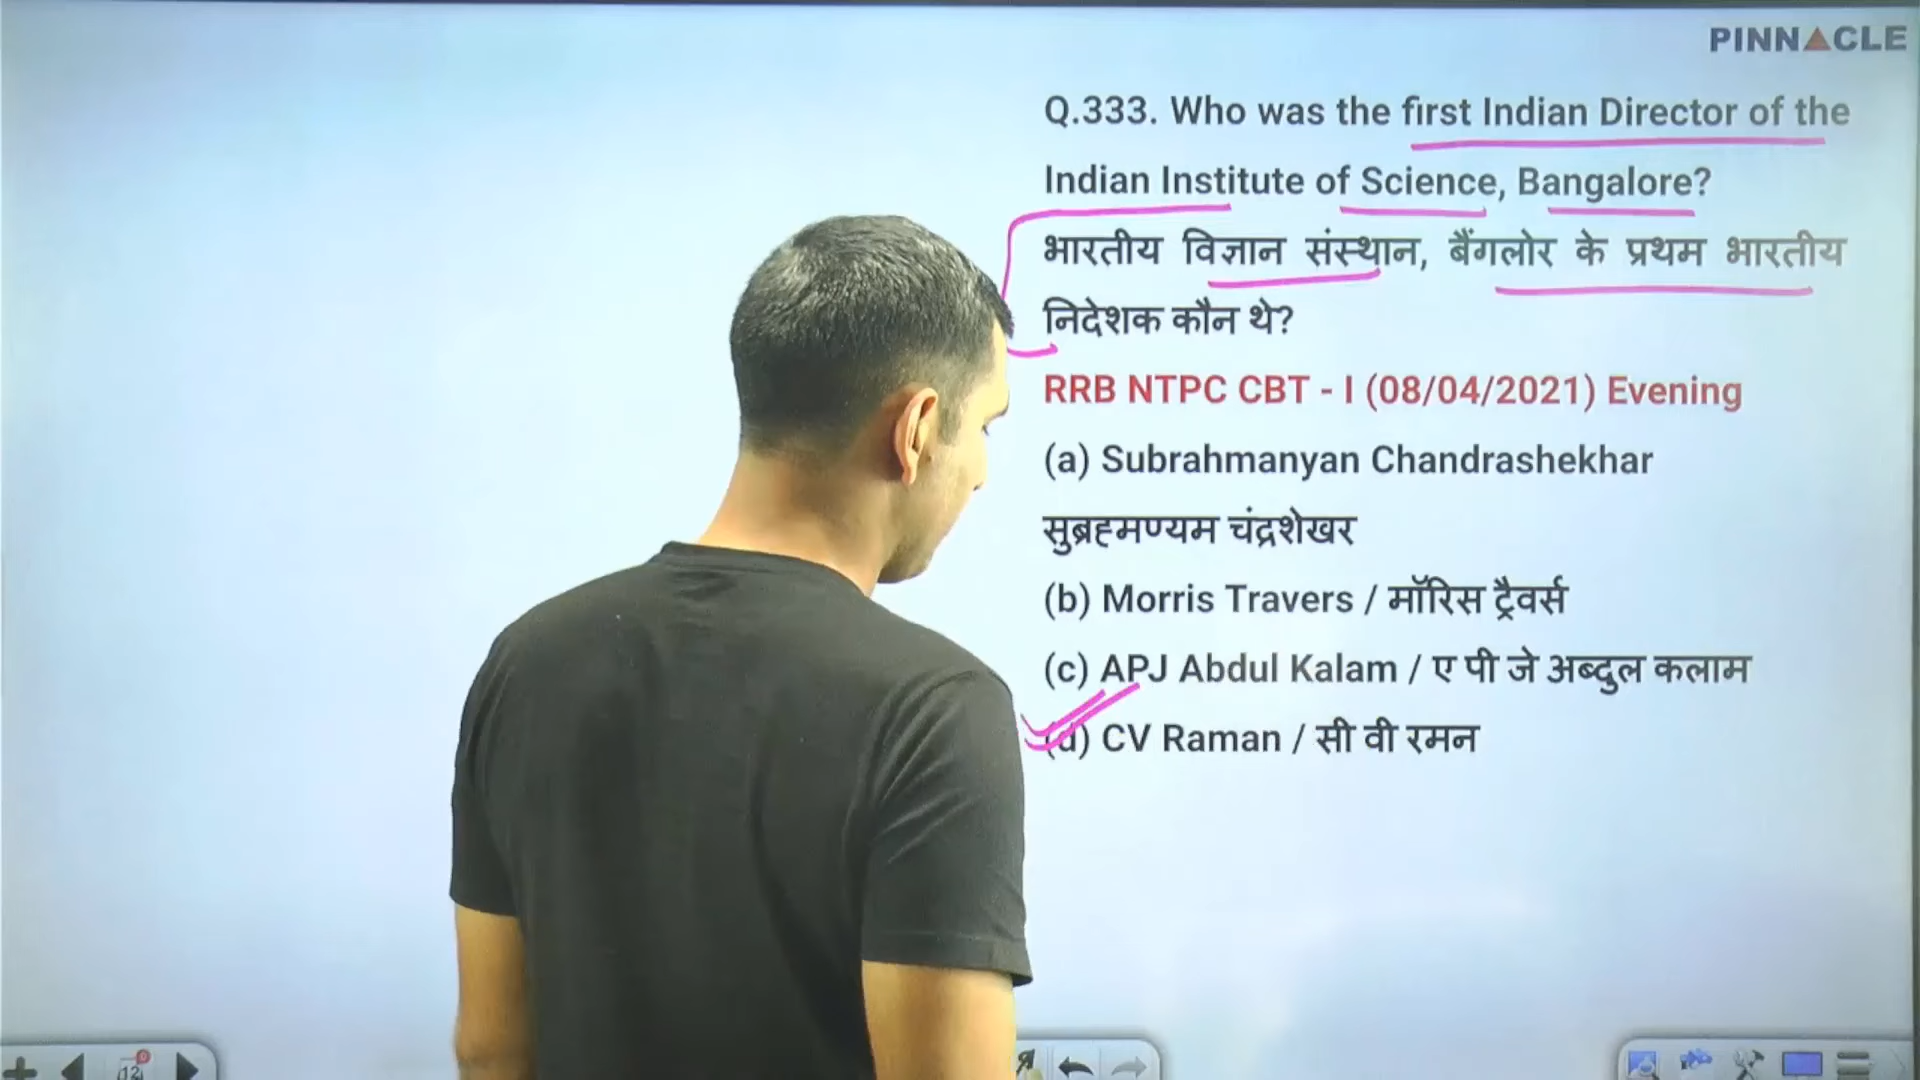 PINNACLE
Q.333. Who was the first Indian Director of the
Indian Institute of Science, Bangalore?
भारतीय विज्ञान संस्थान, बैंगलोर के प्रथम भारतीय
निदेशक कौन थे?
RRB NTPC CBT - I (08/04/2021) Evening
(a) Subrahmanyan Chandrashekhar
सुब्रह्मण्यम चंद्रशेखर
(b) Morris Travers / मॉरिस ट्रैवर्स
(c) APJ Abdul Kalam / ए पी जे अब्दुल कलाम
(d) CV Raman / सी वी रमन
12